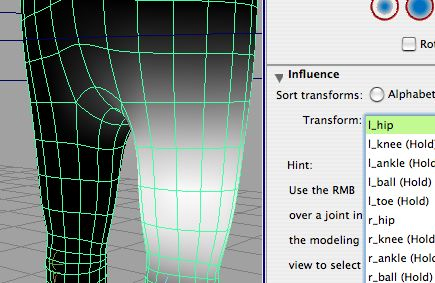 Rot
Influence
Sort transforms: Alphabet
Transform:
l_hip
l_knee (Hold)
l_ankle (Hold
l_ball (Hold)
l_toe (Hold)
r_hip
r_knee (Hold)
r_ankle (Hold
r_ball (Hold)
Hint:
Use the RMB
over a joint in
the modeling
view to select